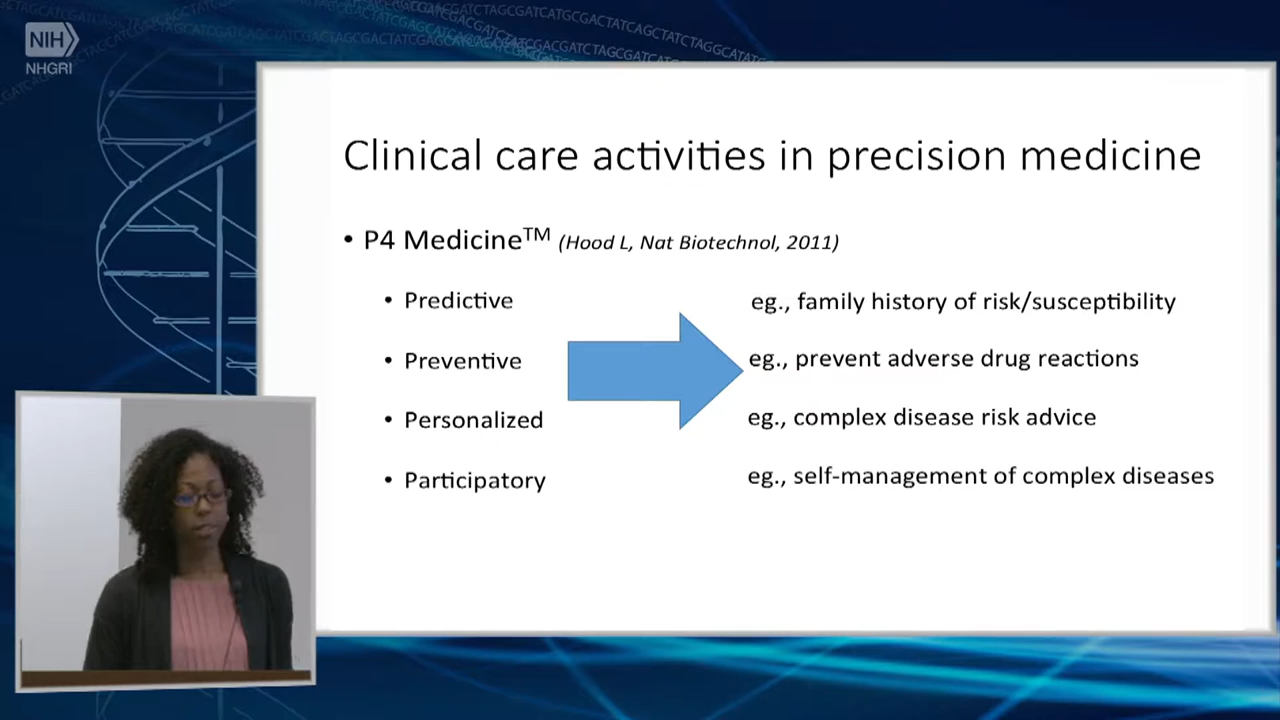 NIH
NHGRI
Clinical care activities in precision medicine
• P4 Medicine™ (Hood L, Nat Biotechnol, 2011)
• Predictive
eg., family history of risk/susceptibility
• Preventive
eg., prevent adverse drug reactions
• Personalized
eg., complex disease risk advice
• Participatory
eg., self-management of complex diseases